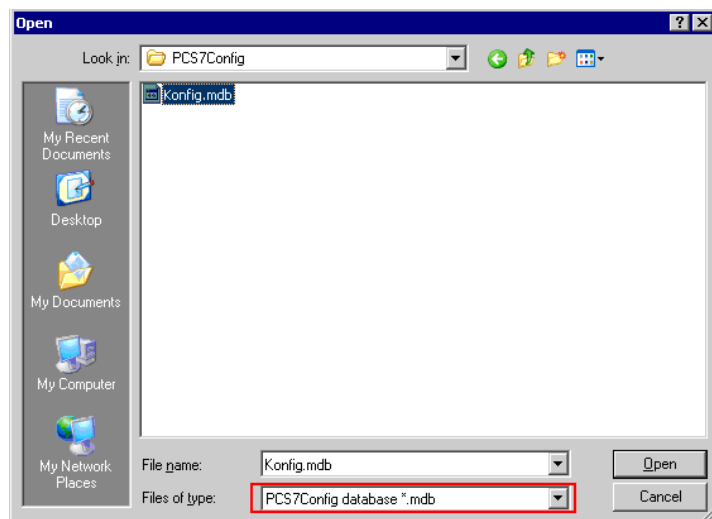 Open
Look in:
PCS7Config
Konfig.mdb
My Recent
Documents
Desktop
My Documents
My Computer
My Network
Places
File name:
Konfig.mdb
Open
Files of type:
PCS7Config database *.mdb
Cancel